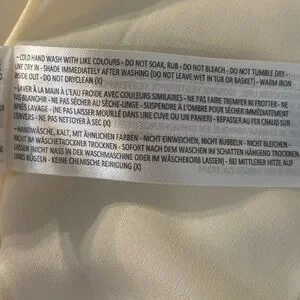 - COLD HAND WASH WITH LIKE COLOURS - DO NOT SOAK, RUB - DO NOT BLEACH - DO NOT TUMBLE DRY -
LINE DRY IN - SHADE IMMEDIATELY AFTER WASHING (DO NOT LEAVE WET IN TUB OR BASKET) - WARM IRON
INSIDE OUT - DO NOT DRYCLEAN (X)
- LAVER À LA MAIN À L'EAU FROIDE AVEC COULEURS SIMILAIRES - NE PAS FAIRE TREMPER NI FROTTER - NE
PAS BLANCHIR - NE PAS SÉCHER AU SÈCHE-LINGE - SUSPENDRE À L'OMBRE POUR SÉCHER IMMÉDIATEMENT
APRÈS (NE PAS LAISSER MOUILLÉ DANS UNE CUVE OU UN PANIER) - REPASSER AU FER CHAUD SUR
L'ENVERS - NE PAS NETTOYER À SEC (X)
- HANDWÄSCHE, KALT, MIT ÄHNLICHEN FARBEN - NICHT EINWEICHEN, NICHT RUBBELN - NICHT BLEICHEN -
NICHT IM WÄSCHETROCKNER TROCKNEN - SOFORT NACH DEM WASCHEN IM SCHATTEN HÄNGEND TROCKNEN
LASSEN (NICHT NASS IN DER WASCHMASCHINE ODER IM WÄSCHEKORB LASSEN) - BEI MITTLERER HITZE AUF
LINKS BÜGELN - KEINE CHEMISCHE REINIGUNG (X)